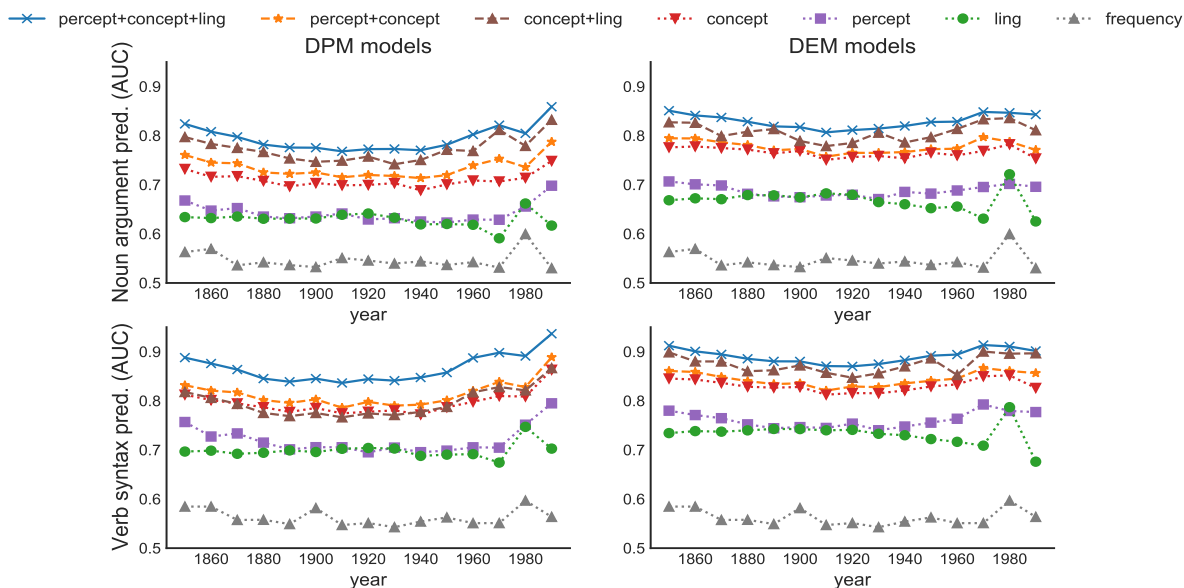 percept+concept+ling percept+concept concept+ling concept percept ling frequency
DPM models DEM models
Noun argument pred. (AUC)
0.9 0.9
0.8 0.8
0.7 0.7
0.6 0.6
0.5 0.5
1860 1880 1900 1920 1940 1960 1980 1860 1880 1900 1920 1940 1960 1980
year year
Verb syntax pred. (AUC)
0.9 0.9
0.8 0.8
0.7 0.7
0.6 0.6
0.5 0.5
1860 1880 1900 1920 1940 1960 1980 1860 1880 1900 1920 1940 1960 1980
year year